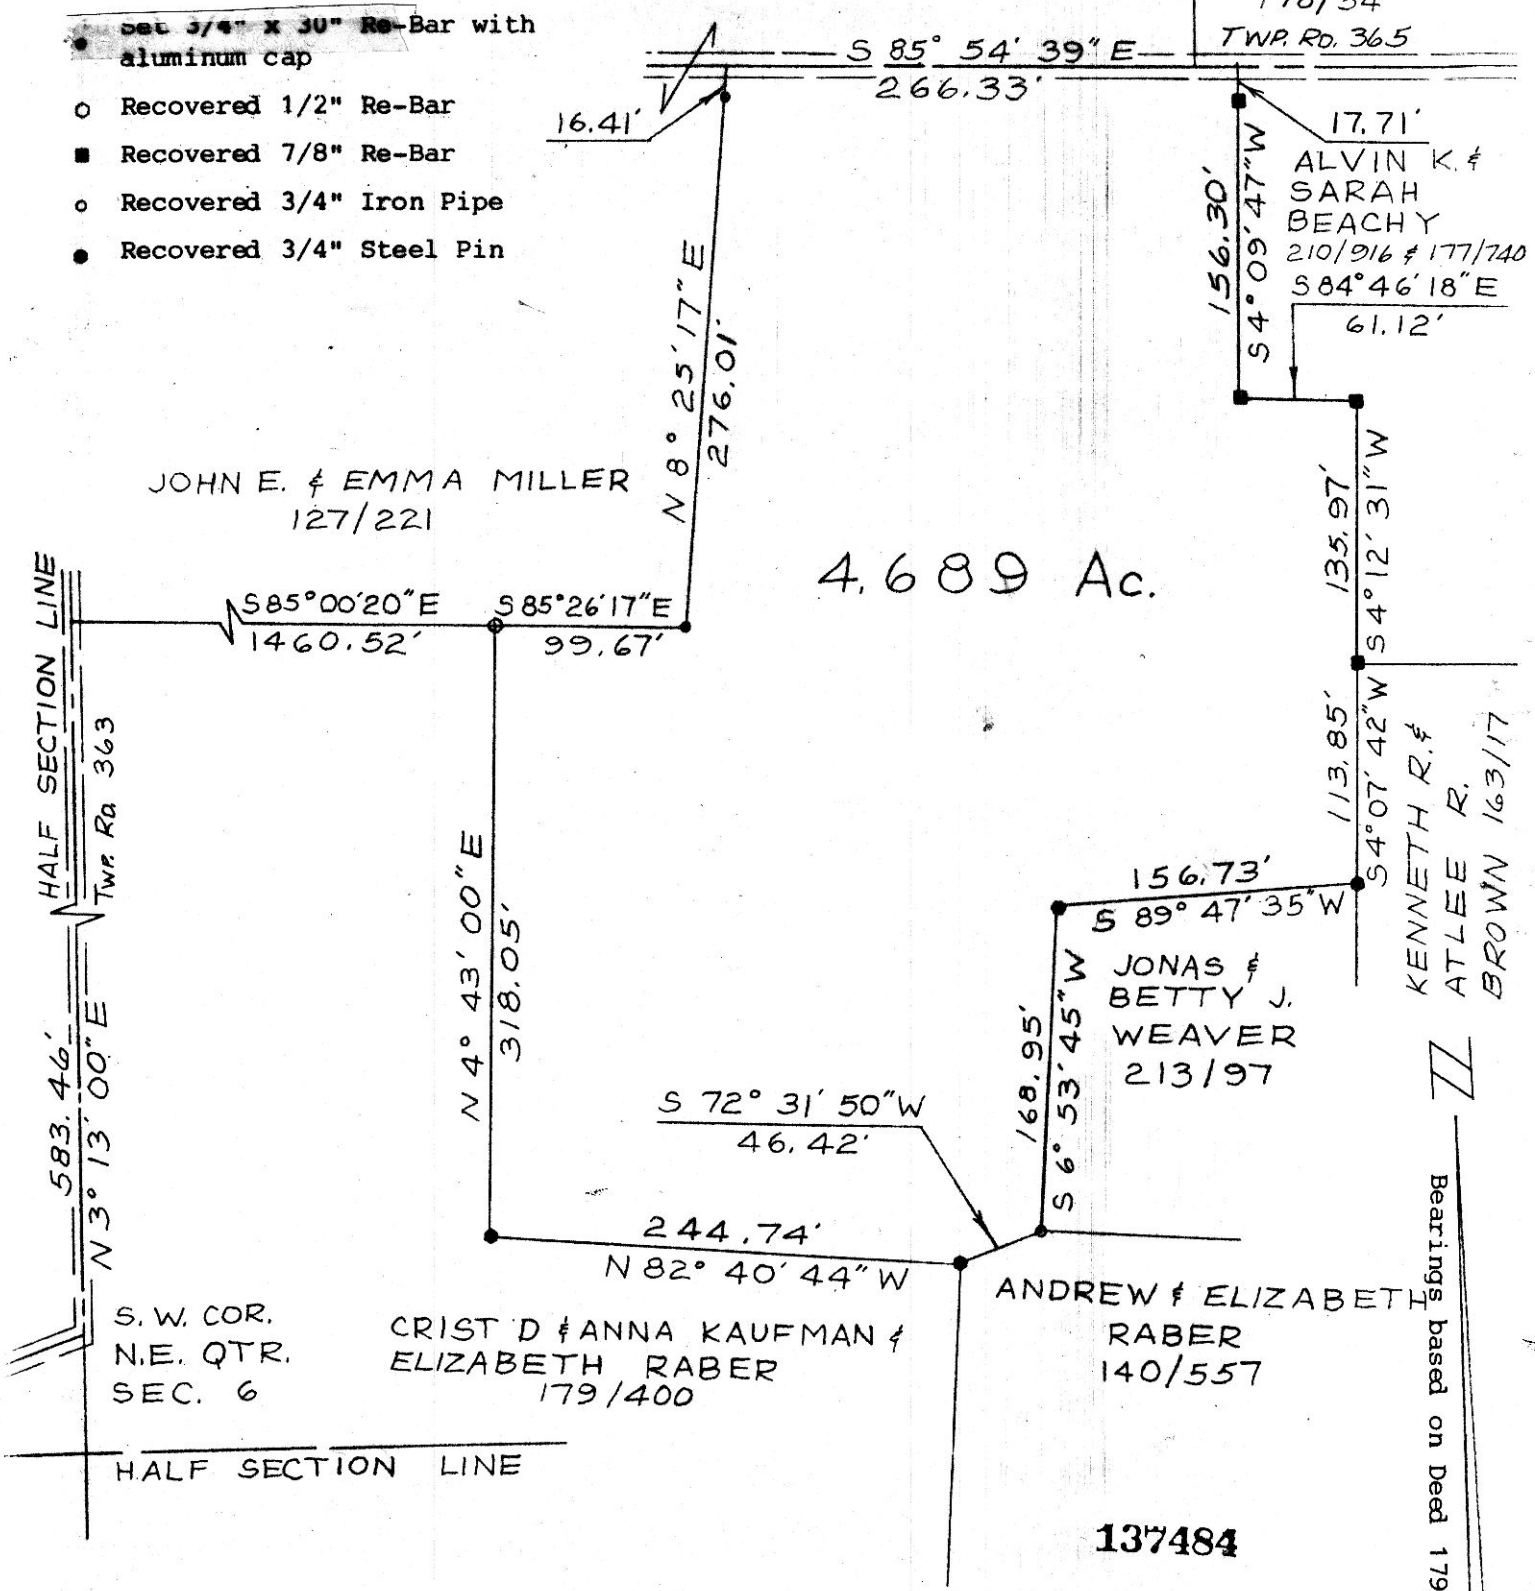 Set 3/4" x 30" Re-Bar with
aluminum cap
Recovered 1/2" Re-Bar
Recovered 7/8" Re-Bar
Recovered 3/4" Iron Pipe
Recovered 3/4" Steel Pin
TWP. RD. 365
S 85° 54' 39" E
266.33'
16.41'
17.71'
ALVIN K. &
SARAH
BEACHY
210/916 & 177/740
S 84° 46' 18" E
61.12'
156.30'
S 4° 09' 47" W
N 8° 25' 17" E
276.01'
JOHN E. & EMMA MILLER
127/221
4.689 Ac.
135.97'
S 4° 12' 31" W
HALF SECTION LINE
TWP. RD. 363
S 85° 00' 20" E
1460.52'
S 85° 26' 17" E
99.67'
113.85'
S 4° 07' 42" W
KENNETH R. &
ATLEE R.
BROWN 163/17
156.73'
S 89° 47' 35" W
N 4° 43' 00" E
318.05'
JONAS &
BETTY J.
WEAVER
213/97
168.95'
S 6° 53' 45" W
583.46'
N 3° 13' 00" E
S 72° 31' 50" W
46.42'
244.74'
N 82° 40' 44" W
S. W. COR.
N.E. QTR.
SEC. 6
CRIST D & ANNA KAUFMAN &
ELIZABETH RABER
179/400
ANDREW & ELIZABETH
RABER
140/557
HALF SECTION LINE
137484
Bearings based on Deed 179